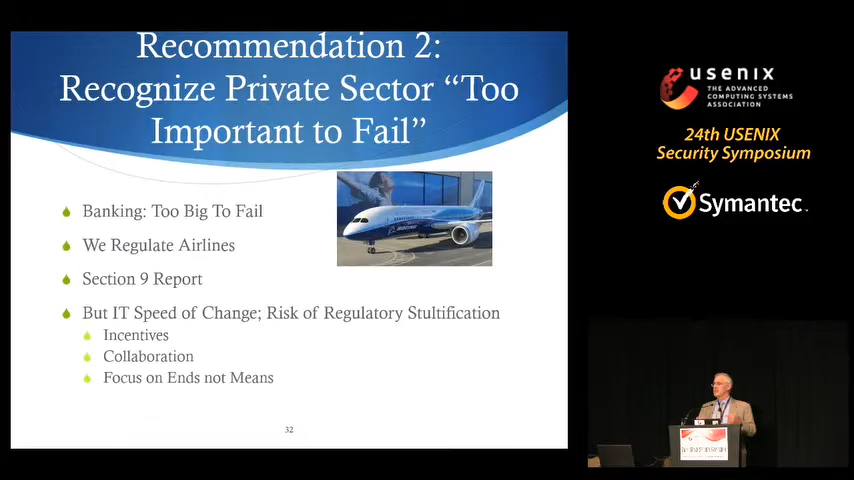 Recommendation 2:
Recognize Private Sector “Too
Important to Fail”
Banking: Too Big To Fail
We Regulate Airlines
Section 9 Report
But IT Speed of Change; Risk of Regulatory Stultification
Incentives
Collaboration
Focus on Ends not Means
32
usenix
THE ADVANCED
COMPUTING SYSTEMS
ASSOCIATION
24th USENIX
Security Symposium
Symantec.
BOEING